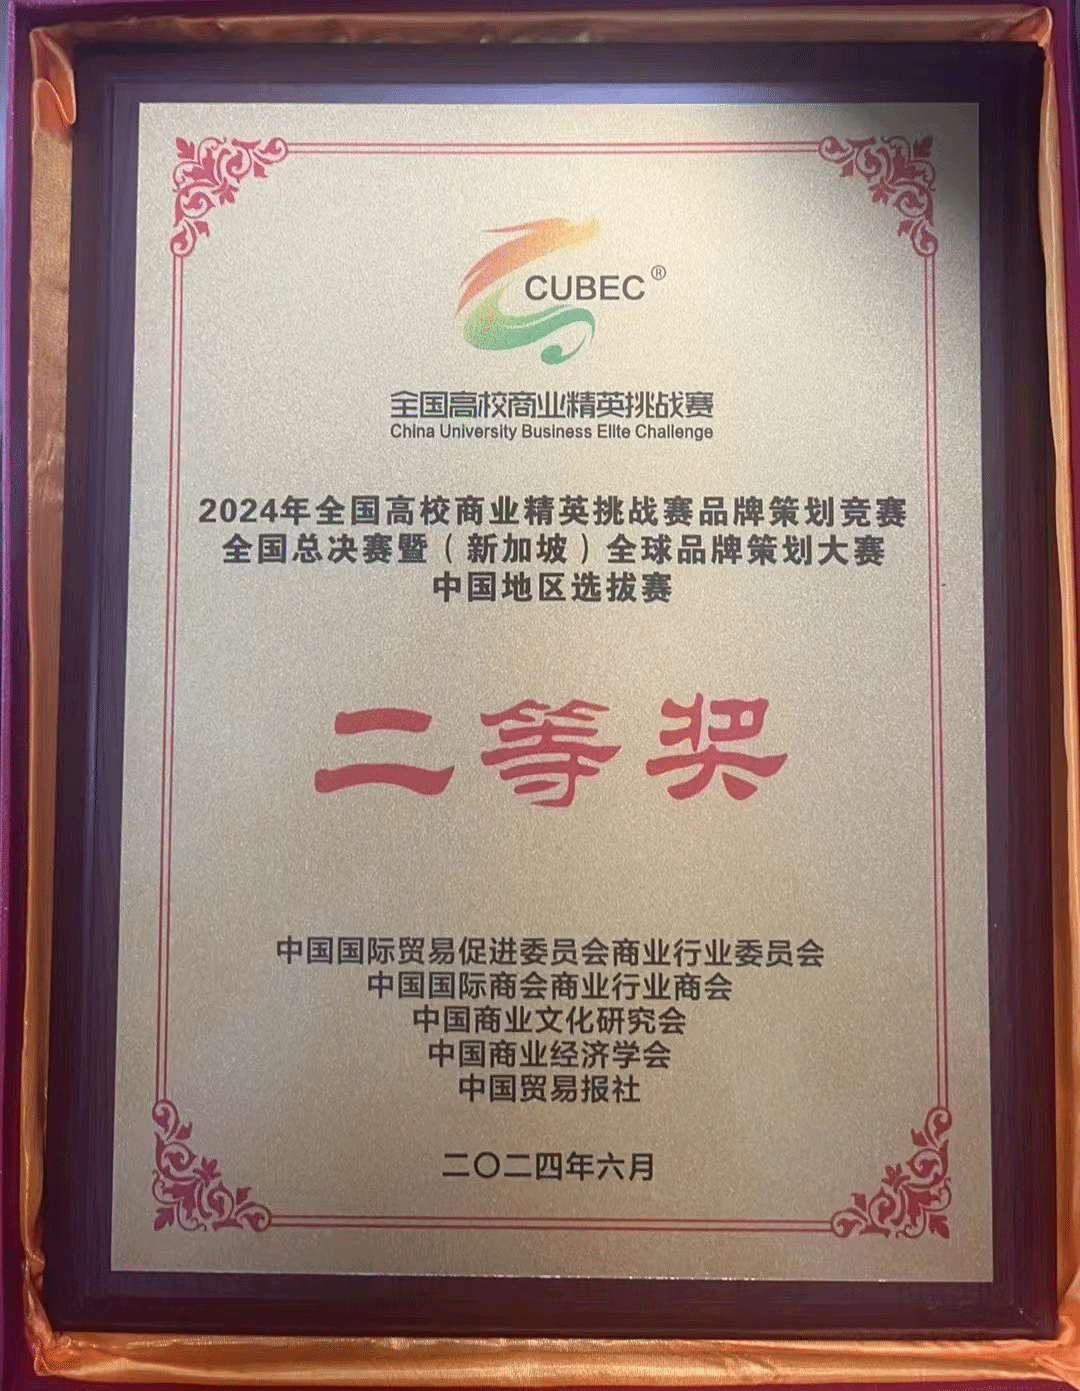 CUBEC®
全国高校商业精英挑战赛
China University Business Elite Challenge
2024年全国高校商业精英挑战赛品牌策划竞赛
全国总决赛暨（新加坡）全球品牌策划大赛
中国地区选拔赛
二等奖
中国国际贸易促进委员会商业行业委员会
中国国际商会商业行业商会
中国商业文化研究会
中国商业经济学会
中国贸易报社
二〇二四年六月